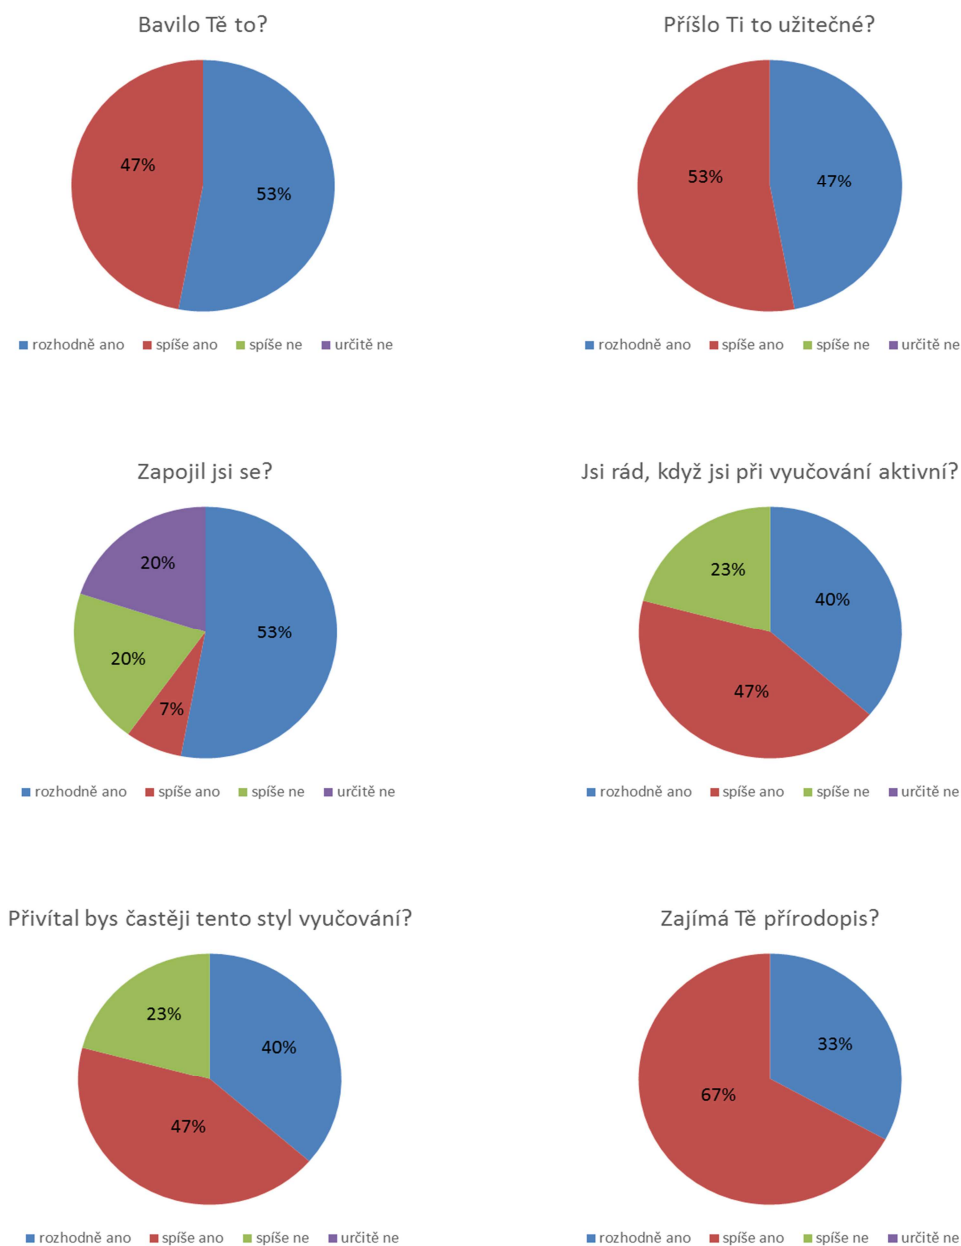 Bavilo Tě to?
47%
53%
rozhodně ano spíše ano spíše ne určitě ne
Příšlo Ti to užitečné?
53%
47%
rozhodně ano spíše ano spíše ne určitě ne
Zapojil jsi se?
20%
53%
20%
7%
rozhodně ano spíše ano spíše ne určitě ne
Jsi rád, když jsi při vyučování aktivní?
23%
40%
47%
rozhodně ano spíše ano spíše ne určitě ne
Přivítal bys častěji tento styl vyučování?
23%
40%
47%
rozhodně ano spíše ano spíše ne určitě ne
Zajímá Tě přírodopis?
33%
67%
rozhodně ano spíše ano spíše ne určitě ne